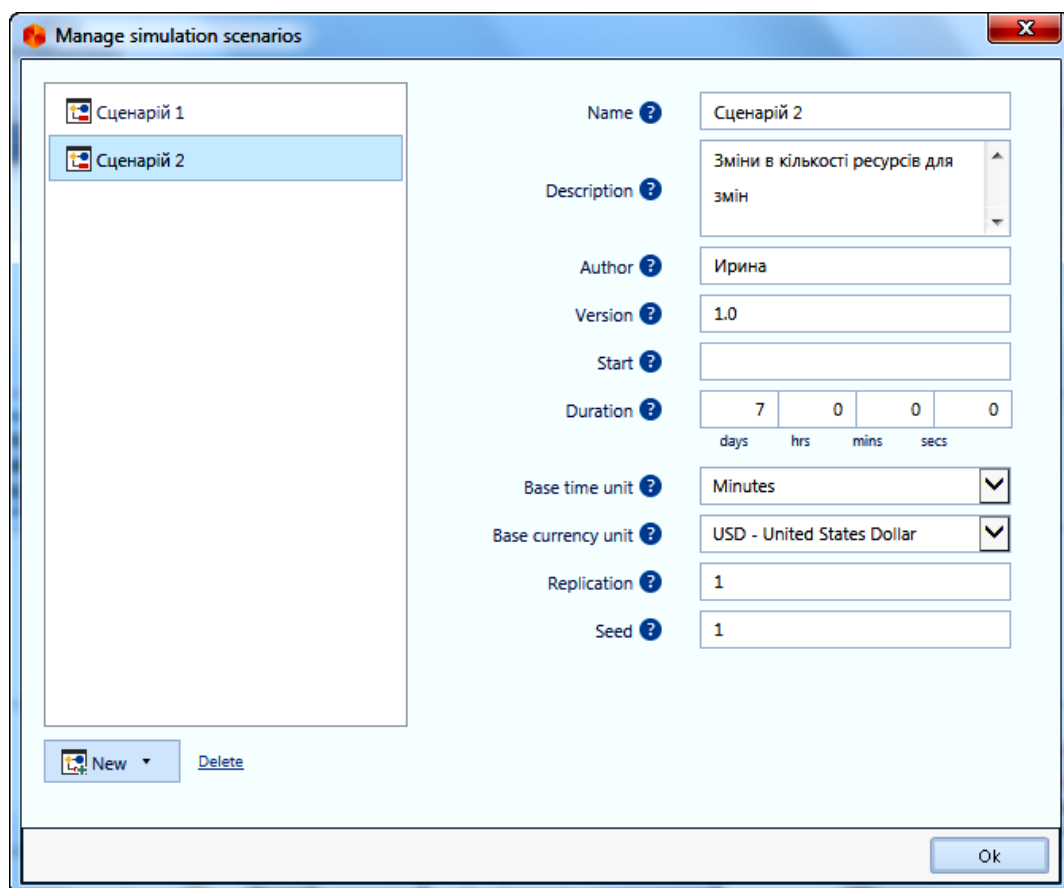 Manage simulation scenarios
Сценарій 1
Сценарій 2
Name ? Сценарій 2
Description ? Зміни в кількості ресурсів для
змін
Author ? Ирина
Version ? 1.0
Start ?
Duration ? 7 0 0 0
days hrs mins secs
Base time unit ? Minutes
Base currency unit ? USD - United States Dollar
Replication ? 1
Seed ? 1
New Delete
Ok